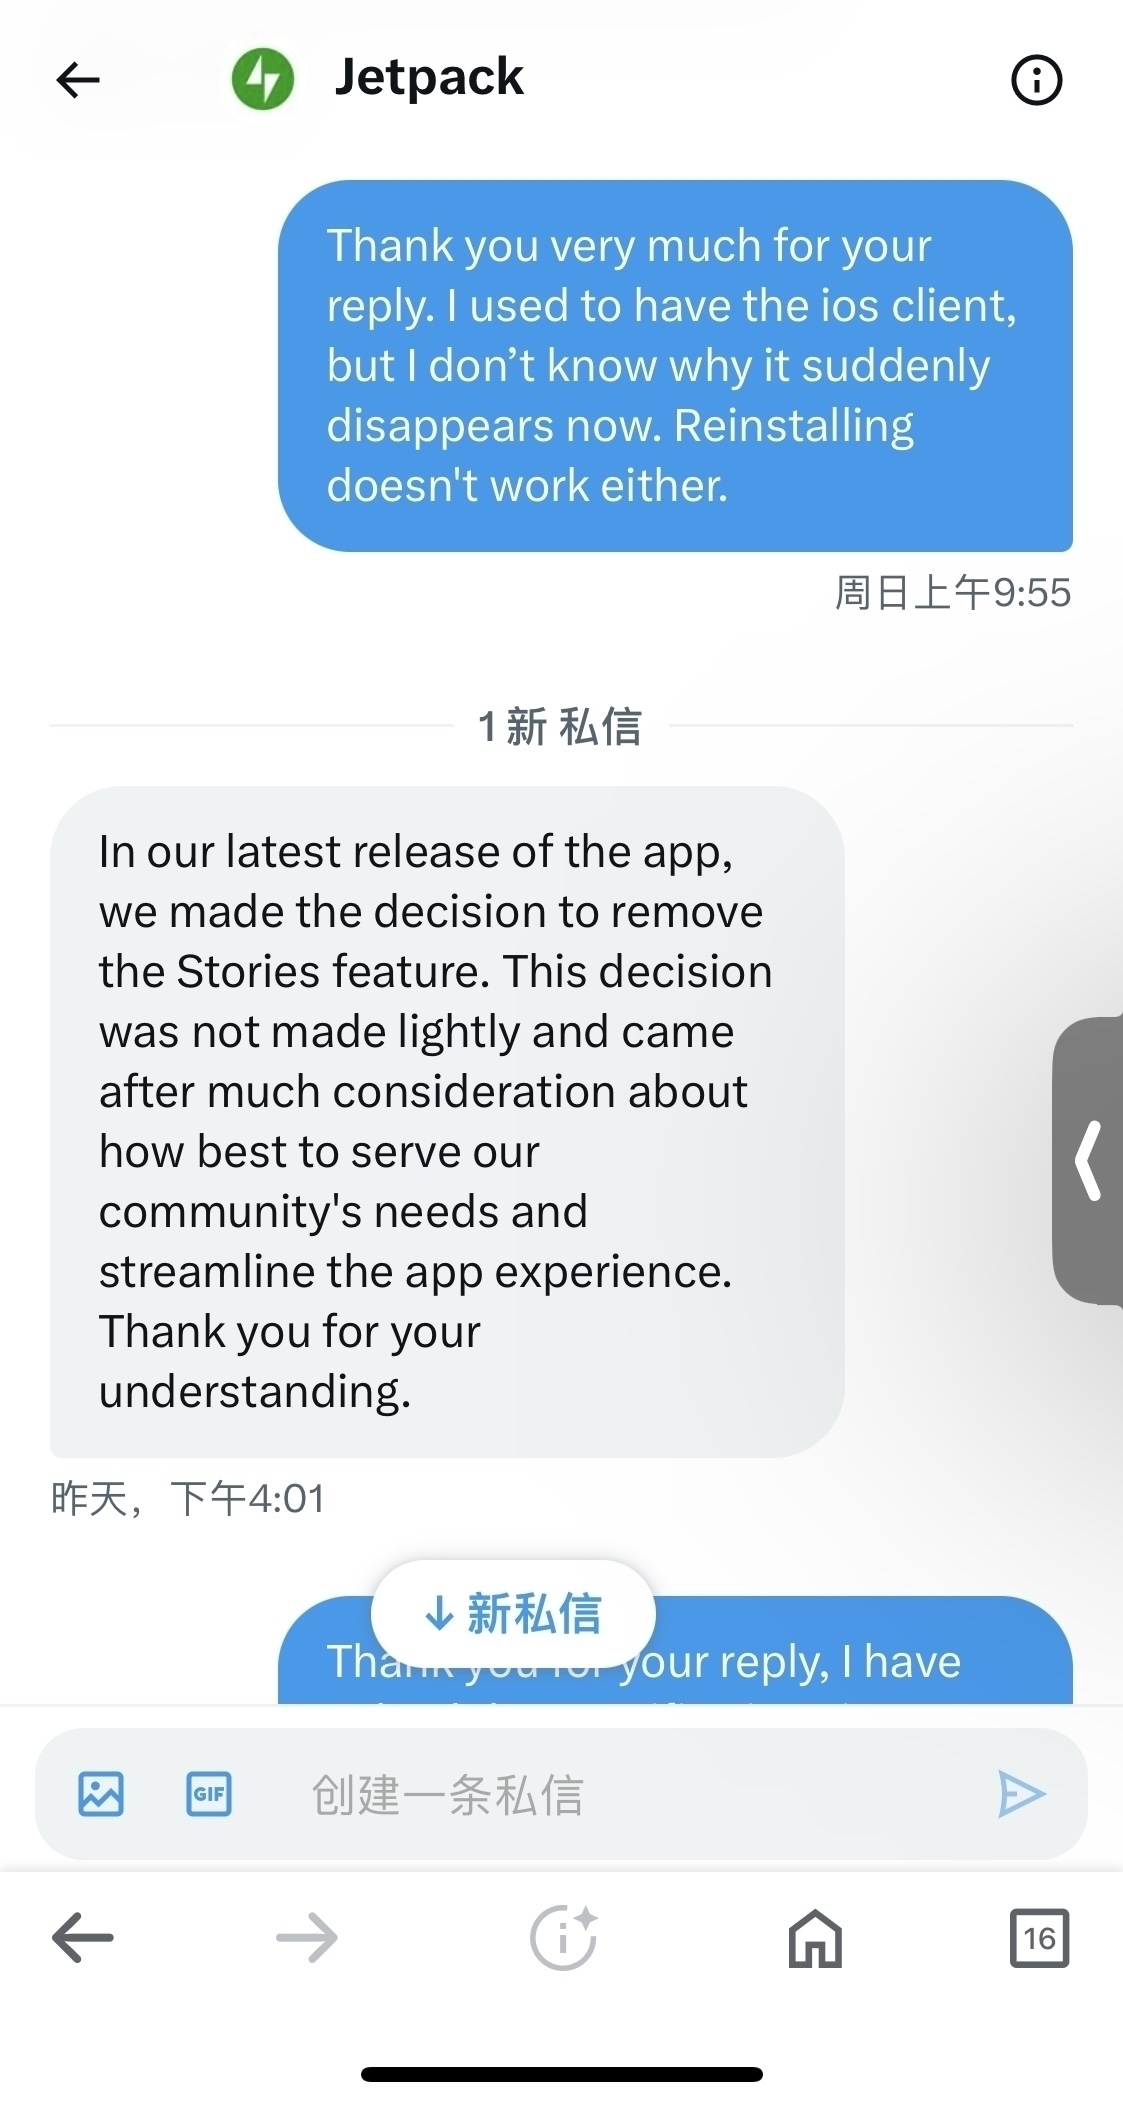 Jetpack
Thank you very much for your
reply. I used to have the ios client,
but I don’t know why it suddenly
disappears now. Reinstalling
doesn't work either.
周日上午9:55
1 新 私信
In our latest release of the app,
we made the decision to remove
the Stories feature. This decision
was not made lightly and came
after much consideration about
how best to serve our
community's needs and
streamline the app experience.
Thank you for your
understanding.
昨天，下午4:01
↓ 新私信
Thank you for your reply, I have
GIF
创建一条私信
16